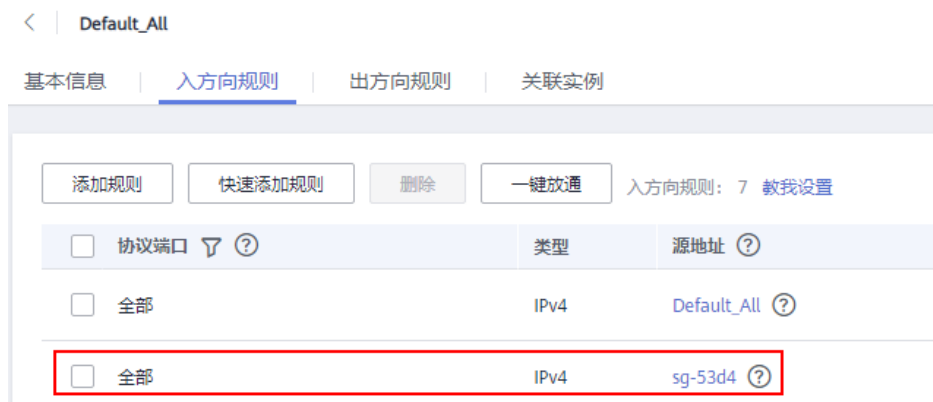 Default_All
基本信息 入方向规则 出方向规则 关联实例
添加规则 快速添加规则 删除 一键放通 入方向规则: 7 教我设置
协议端口 类型 源地址
全部 IPv4 Default_All
全部 IPv4 sg-53d4